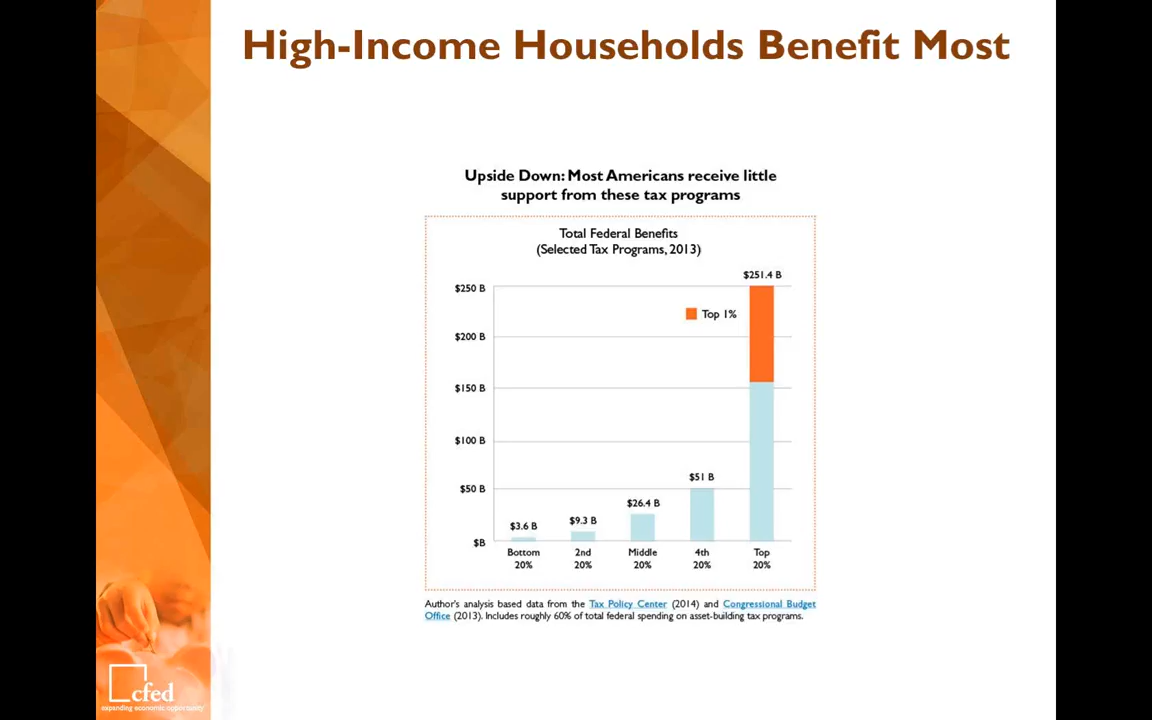 High-Income Households Benefit Most
Upside Down: Most Americans receive little
support from these tax programs
Total Federal Benefits
(Selected Tax Programs, 2013)
$251.4 B
$250 B
Top 1%
$200 B
$150 B
$100 B
$51 B
$50 B
$26.4 B
$9.3 B
$3.6 B
$B
Bottom 2nd Middle 4th Top
20% 20% 20% 20% 20%
Author's analysis based data from the Tax Policy Center (2014) and Congressional Budget
Office (2013). Includes roughly 60% of total federal spending on asset-building tax programs.
cfed
expanding economic opportunity